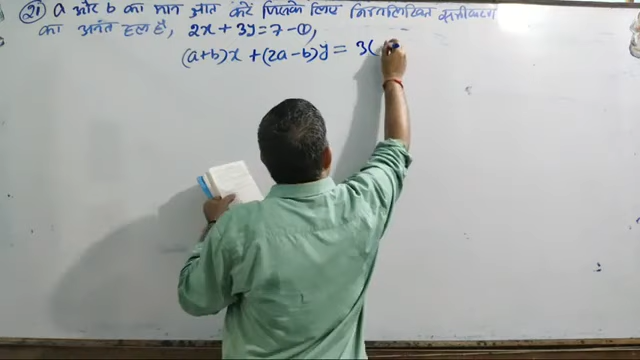 (21) a और b का मान ज्ञात करें जिसके लिए निम्नलिखित समीकरण
का अनंत हल है, 2x + 3y = 7 - ①,
(a+b)x + (2a-b)y = 3(